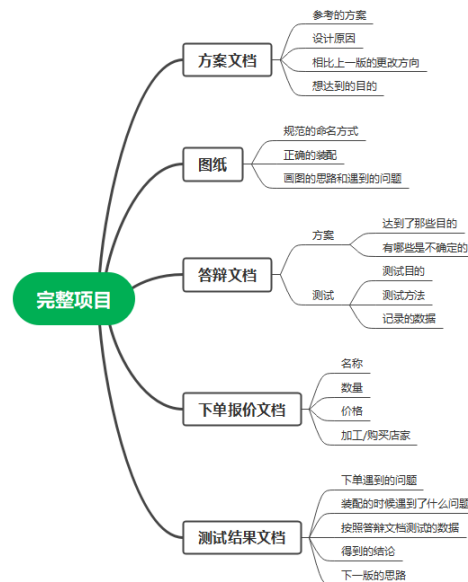 完整项目
方案文档
参考的方案
设计原因
相比上一版的更改方向
想达到的目的
图纸
规范的命名方式
正确的装配
画图的思路和遇到的问题
答辩文档
方案
达到了那些目的
有哪些是不确定的
测试
测试目的
测试方法
记录的数据
下单报价文档
名称
数量
价格
加工/购买店家
测试结果文档
下单遇到的问题
装配的时候遇到了什么问题
按照答辩文档测试的数据
得到的结论
下一版的思路